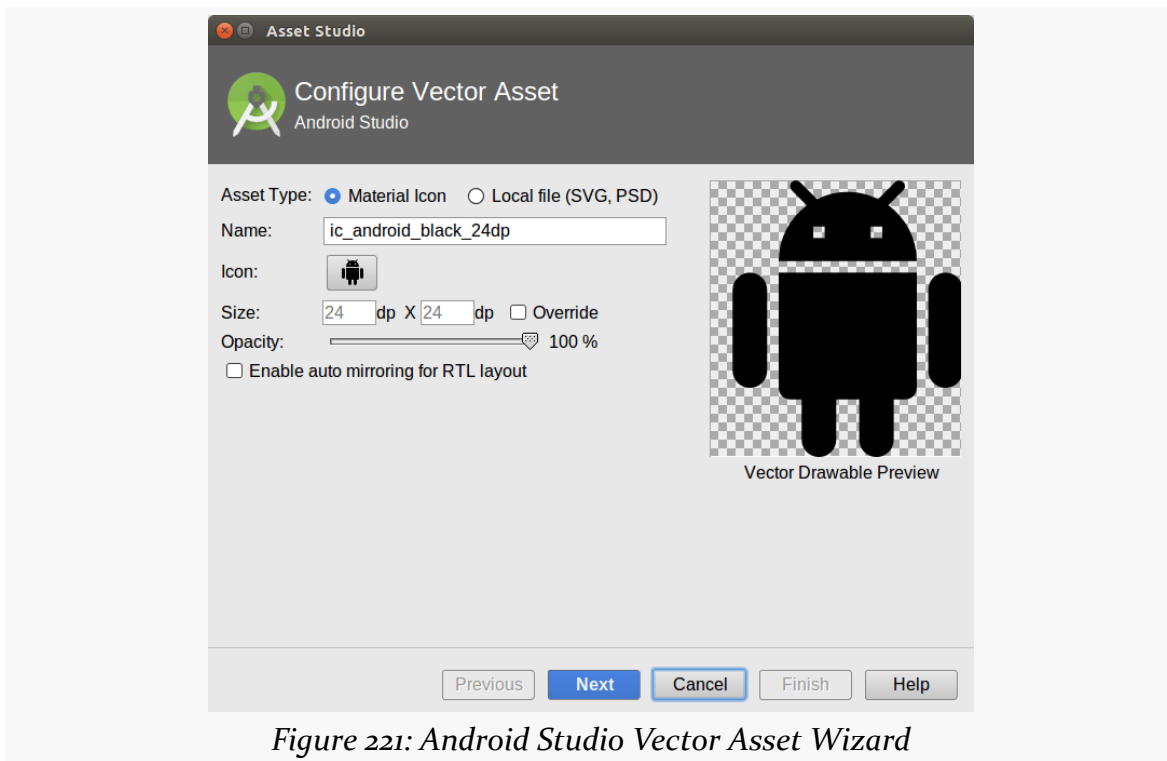 Asset Studio
Configure Vector Asset
Android Studio
Asset Type: Material Icon Local file (SVG, PSD)
Name: ic_android_black_24dp
Icon:
Size: 24 dp X 24 dp Override
Opacity: 100 %
Enable auto mirroring for RTL layout
Vector Drawable Preview
Previous Next Cancel Finish Help
Figure 221: Android Studio Vector Asset Wizard